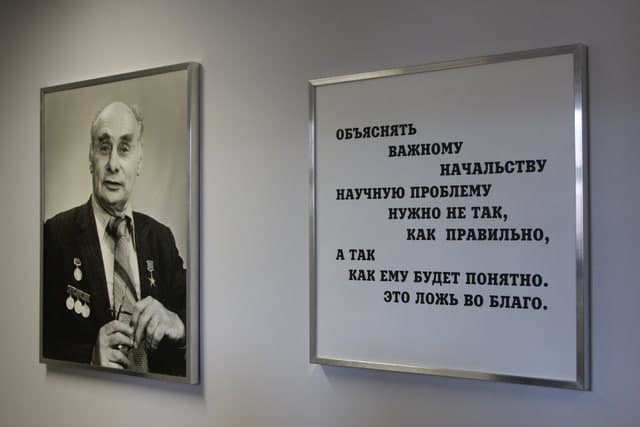 ОБЪЯСНЯТЬ
ВАЖНОМУ
НАЧАЛЬСТВУ
НАУЧНУЮ ПРОБЛЕМУ
НУЖНО НЕ ТАК,
КАК ПРАВИЛЬНО,
А ТАК
КАК ЕМУ БУДЕТ ПОНЯТНО.
ЭТО ЛОЖЬ ВО БЛАГО.